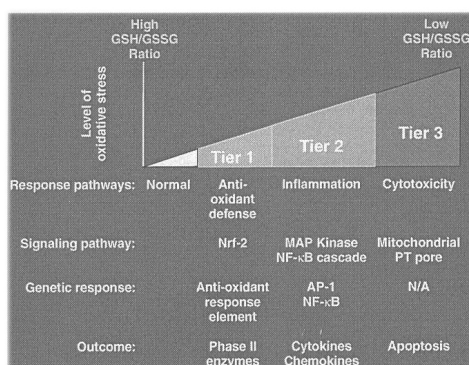 High
GSH/GSSG
Ratio
Low
GSH/GSSG
Ratio
Level of
oxidative stress
Tier 1
Tier 2
Tier 3
Response pathways: Normal Anti-
oxidant
defense Inflammation Cytotoxicity
Signaling pathway: Nrf-2 MAP Kinase
NF-κB cascade Mitochondrial
PT pore
Genetic response: Anti-oxidant
response
element AP-1
NF-κB N/A
Outcome: Phase II
enzymes Cytokines
Chemokines Apoptosis